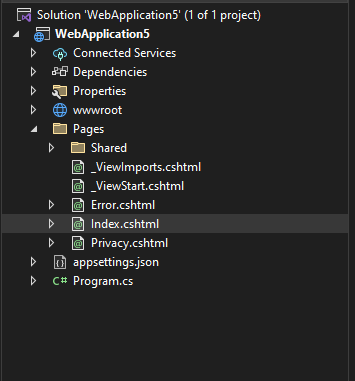 Solution 'WebApplication5' (1 of 1 project)
WebApplication5
Connected Services
Dependencies
Properties
wwwroot
Pages
Shared
_ViewImports.cshtml
_ViewStart.cshtml
Error.cshtml
Index.cshtml
Privacy.cshtml
appsettings.json
C# Program.cs